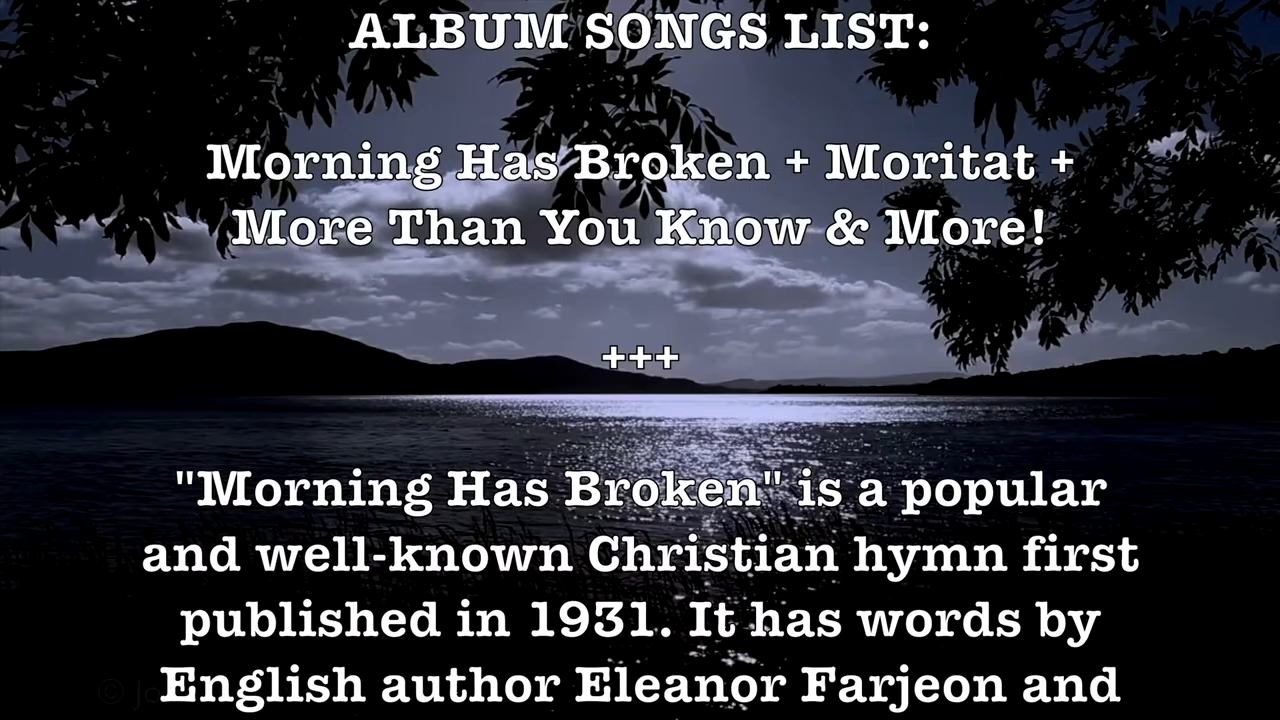 ALBUM SONGS LIST:
Morning Has Broken + Moritat +
More Than You Know & More!
+++
"Morning Has Broken" is a popular
and well-known Christian hymn first
published in 1931. It has words by
English author Eleanor Farjeon and